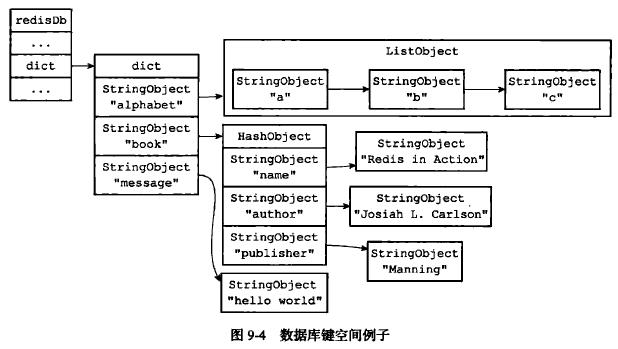 redisDb
...
dict
...
dict
StringObject
"alphabet"
StringObject
"book"
StringObject
"message"
ListObject
StringObject
"a"
StringObject
"b"
StringObject
"c"
HashObject
StringObject
"name"
StringObject
"author"
StringObject
"publisher"
StringObject
"Redis in Action"
StringObject
"Josiah L. Carlson"
StringObject
"Manning"
StringObject
"hello world"
图 9-4 数据库键空间例子